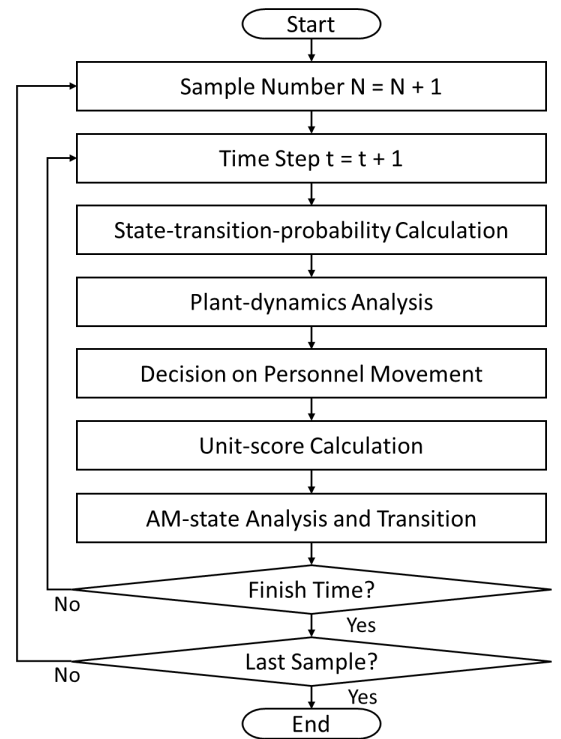 Start
Sample Number N = N + 1
Time Step t = t + 1
State-transition-probability Calculation
Plant-dynamics Analysis
Decision on Personnel Movement
Unit-score Calculation
AM-state Analysis and Transition
Finish Time?
No
Yes
Last Sample?
No
Yes
End